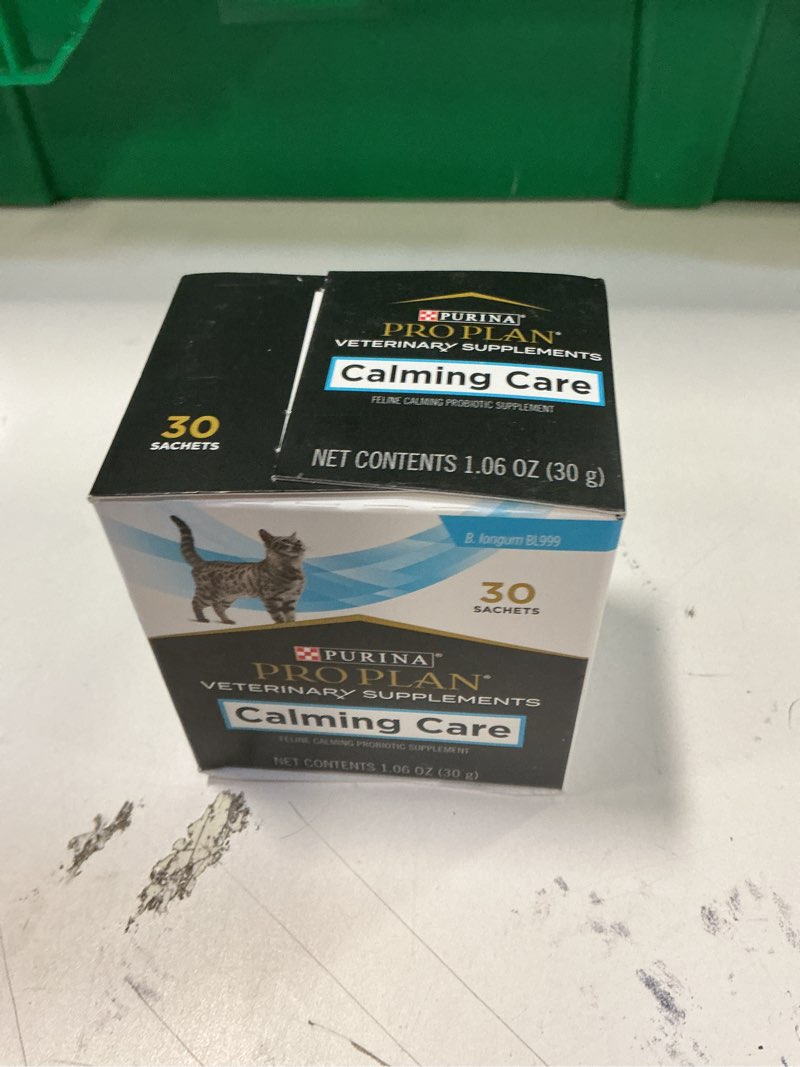 PURINA®
PRO PLAN®
VETERINARY SUPPLEMENTS
Calming Care
FELINE CALMING PROBIOTIC SUPPLEMENT
NET CONTENTS 1.06 OZ (30 g)
30
SACHETS
B. longum BL999
30
SACHETS
PURINA®
PRO PLAN®
VETERINARY SUPPLEMENTS
Calming Care
FELINE CALMING PROBIOTIC SUPPLEMENT
NET CONTENTS 1.06 OZ (30 g)